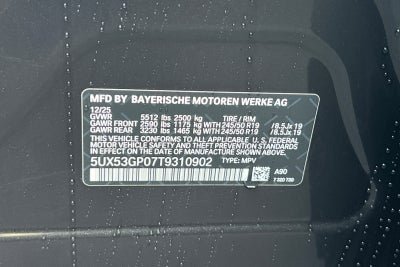 MFD BY BAYERISCHE MOTOREN WERKE AG
12/25
GVWR 5512 lbs 2500 kg TIRE / RIM
GAWR FRONT 2590 lbs 1175 kg WITH 245/50 R19 / 8.5Jx 19
GAWR REAR 3230 lbs 1465 kg WITH 245/50 R19 / 8.5Jx 19
THIS VEHICLE CONFORMS TO ALL APPLICABLE U.S. FEDERAL
MOTOR VEHICLE SAFETY AND THEFT PREVENTION STANDARDS
IN EFFECT ON THE DATE OF MANUFACTURE SHOWN ABOVE.
5UX53GP07T9310902 TYPE: MPV
A90